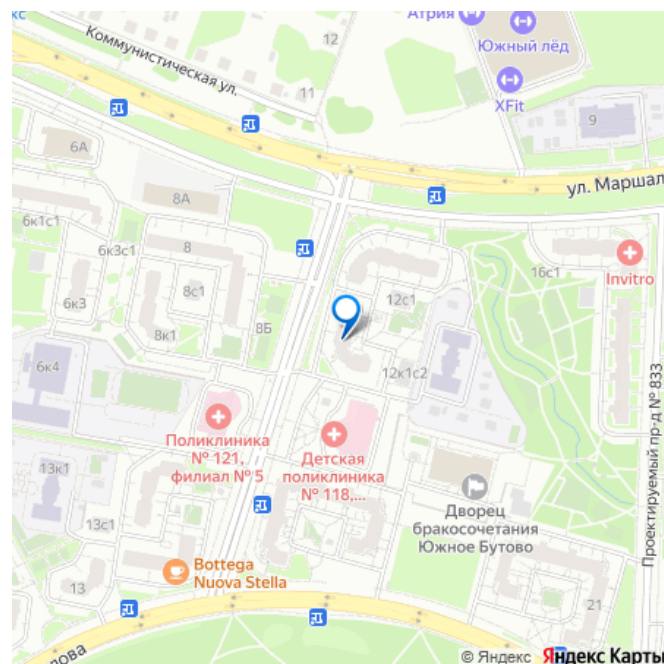 Атрия
Южный лёд
XFit
кс
Коммунистическая ул.
12
11
9
6А
8А
ул. Маршал
6к1с1
6к3с1
8
16с1
Invitro
8с1
12с1
6к3
8к1
8Б
6к4
12к1с2
Поликлиника
№ 121,
филиал № 5
Детская
поликлиника
№ 118,...
Проектируемый пр-д № 833
13к1
13с1
Дворец
бракосочетания
Южное Бутово
Bottega
Nuova Stella
13
21
лова
© Яндекс Яндекс Карты